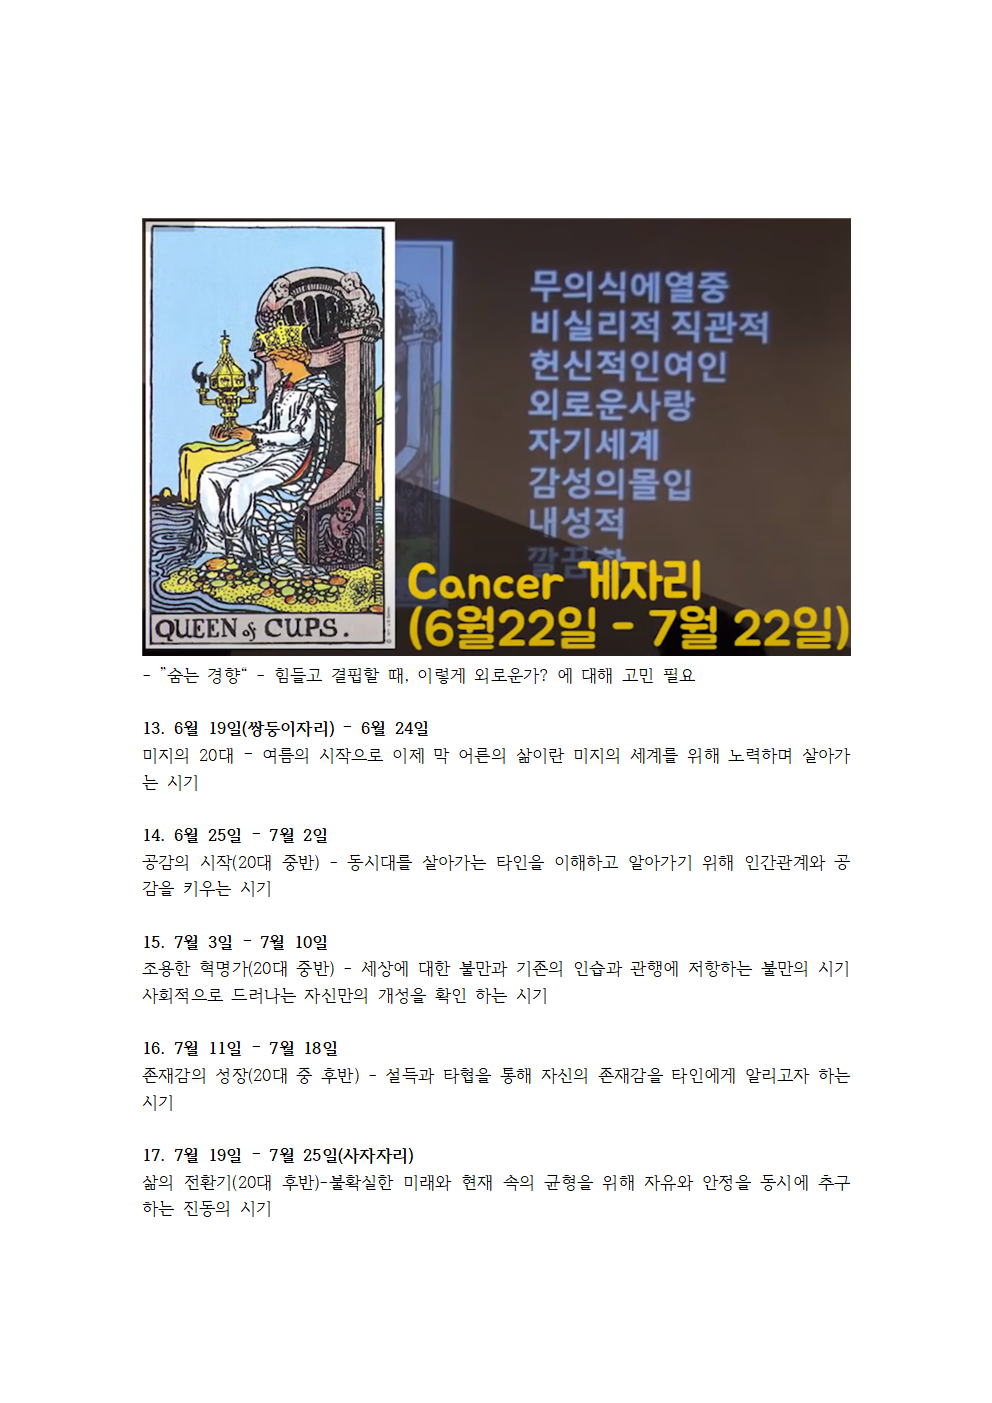 무의식에열중
비실리적 직관적
헌신적인여인
외로운사랑
자기세계
감성의몰입
내성적
깔끔함
Cancer 게자리
(6월22일 - 7월 22일)
QUEEN of CUPS.
- ”숨는 경향“ - 힘들고 결핍할 때, 이렇게 외로운가? 에 대해 고민 필요
13. 6월 19일(쌍둥이자리) - 6월 24일
미지의 20대 - 여름의 시작으로 이제 막 어른의 삶이란 미지의 세계를 위해 노력하며 살아가
는 시기
14. 6월 25일 - 7월 2일
공감의 시작(20대 중반) - 동시대를 살아가는 타인을 이해하고 알아가기 위해 인간관계와 공
감을 키우는 시기
15. 7월 3일 - 7월 10일
조용한 혁명가(20대 중반) - 세상에 대한 불만과 기존의 인습과 관행에 저항하는 불만의 시기
사회적으로 드러나는 자신만의 개성을 확인 하는 시기
16. 7월 11일 - 7월 18일
존재감의 성장(20대 중 후반) - 설득과 타협을 통해 자신의 존재감을 타인에게 알리고자 하는
시기
17. 7월 19일 - 7월 25일(사자자리)
삶의 전환기(20대 후반)-불확실한 미래와 현재 속의 균형을 위해 자유와 안정을 동시에 추구
하는 진동의 시기